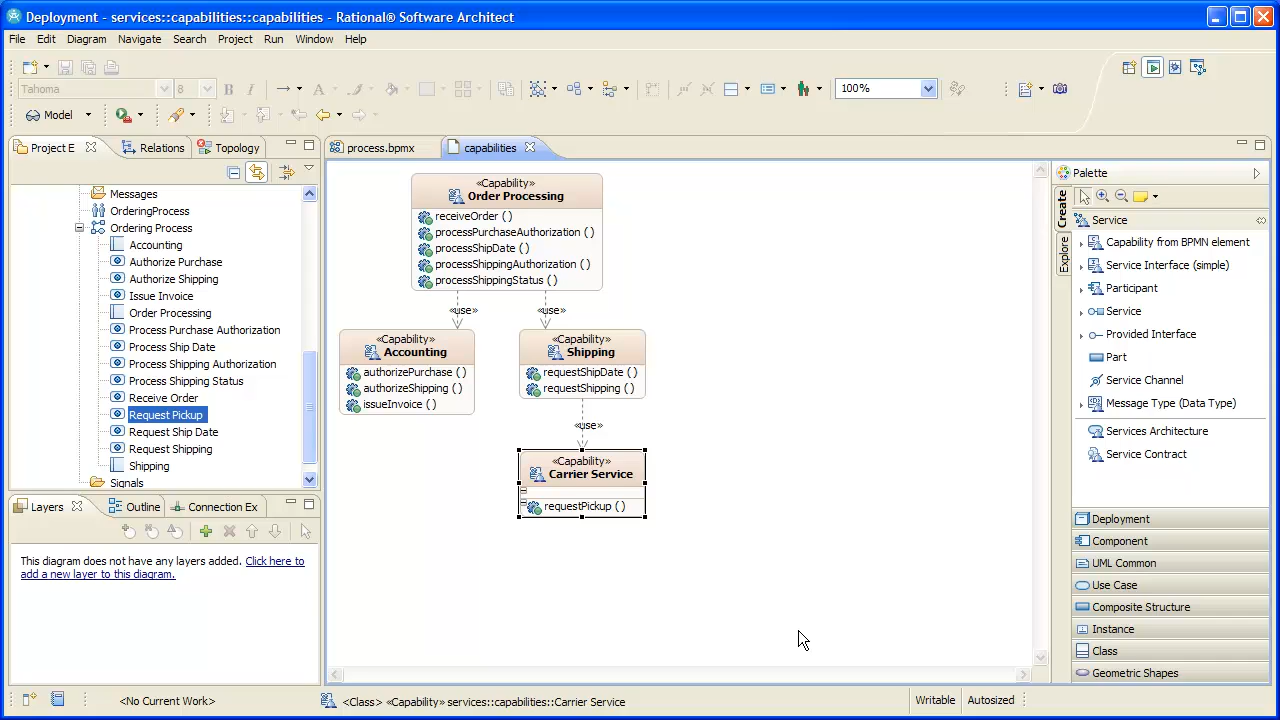 Deployment - services::capabilities::capabilities - Rational® Software Architect
File Edit Diagram Navigate Search Project Run Window Help
Tahoma 8 B I A 100%
Model
Project E Relations Topology
process.bpmx capabilities
Messages
OrderingProcess
Ordering Process
Accounting
Authorize Purchase
Authorize Shipping
Issue Invoice
Order Processing
Process Purchase Authorization
Process Ship Date
Process Shipping Authorization
Process Shipping Status
Receive Order
Request Pickup
Request Ship Date
Request Shipping
Shipping
Signals
Layers Outline Connection Ex
This diagram does not have any layers added. Click here to
add a new layer to this diagram.
«Capability»
Order Processing
receiveOrder ( )
processPurchaseAuthorization ( )
processShipDate ( )
processShippingAuthorization ( )
processShippingStatus ( )
«use» «use»
«Capability»
Accounting
authorizePurchase ( )
authorizeShipping ( )
issueInvoice ( )
«Capability»
Shipping
requestShipDate ( )
requestShipping ( )
«use»
«Capability»
Carrier Service
requestPickup ( )
Palette
Create
Explore
Service
Capability from BPMN element
Service Interface (simple)
Participant
Service
Provided Interface
Part
Service Channel
Message Type (Data Type)
Services Architecture
Service Contract
Deployment
Component
UML Common
Use Case
Composite Structure
Instance
Class
Geometric Shapes
<No Current Work> <Class> «Capability» services::capabilities::Carrier Service Writable Autosized